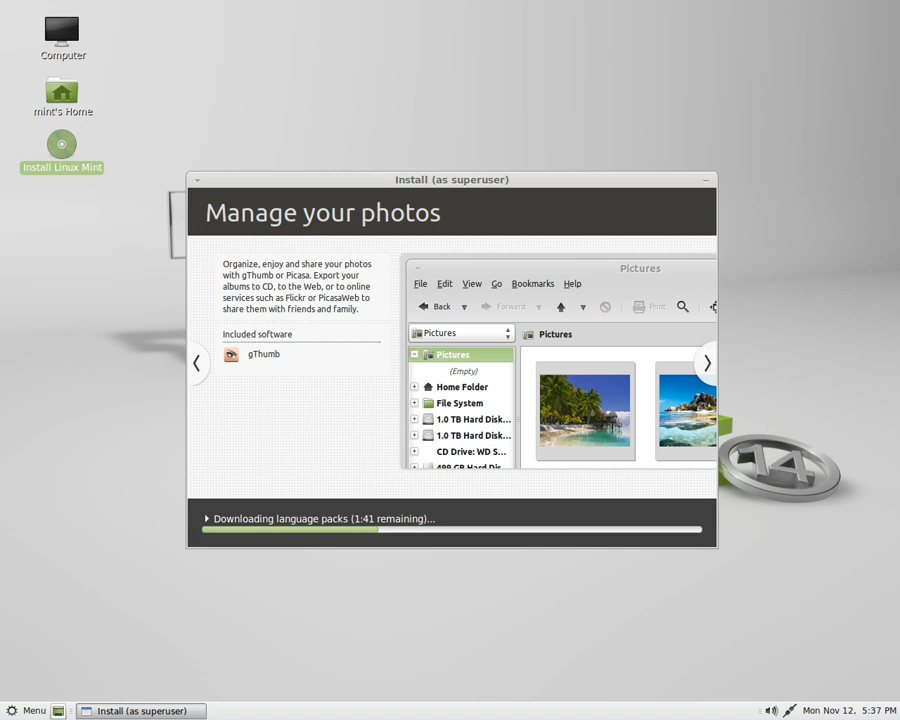 Computer
mint's Home
Install Linux Mint
Install (as superuser)
Manage your photos
Organize, enjoy and share your photos
with gThumb or Picasa. Export your
albums to CD, to the Web, or to online
services such as Flickr or PicasaWeb to
share them with friends and family.
Included software
gThumb
Pictures
File Edit View Go Bookmarks Help
Back Forward Print
Pictures
Pictures
Pictures
(Empty)
Home Folder
File System
1.0 TB Hard Disk...
1.0 TB Hard Disk...
CD Drive: WD S...
499 GB Hard Dis...
14
Downloading language packs (1:41 remaining)...
Menu
Install (as superuser)
Mon Nov 12, 5:37 PM